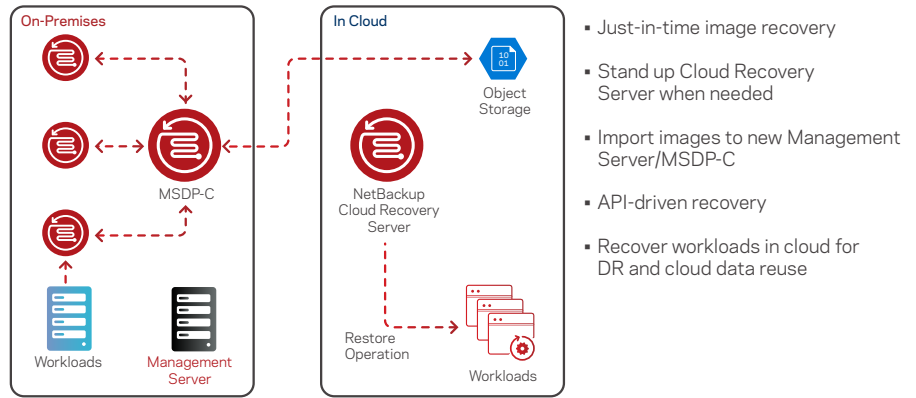 On-Premises
MSDP-C
Workloads
Management
Server
In Cloud
10
01
Object
Storage
NetBackup
Cloud Recovery
Server
Restore
Operation
Workloads
▪ Just-in-time image recovery
▪ Stand up Cloud Recovery
Server when needed
▪ Import images to new Management
Server/MSDP-C
▪ API-driven recovery
▪ Recover workloads in cloud for
DR and cloud data reuse